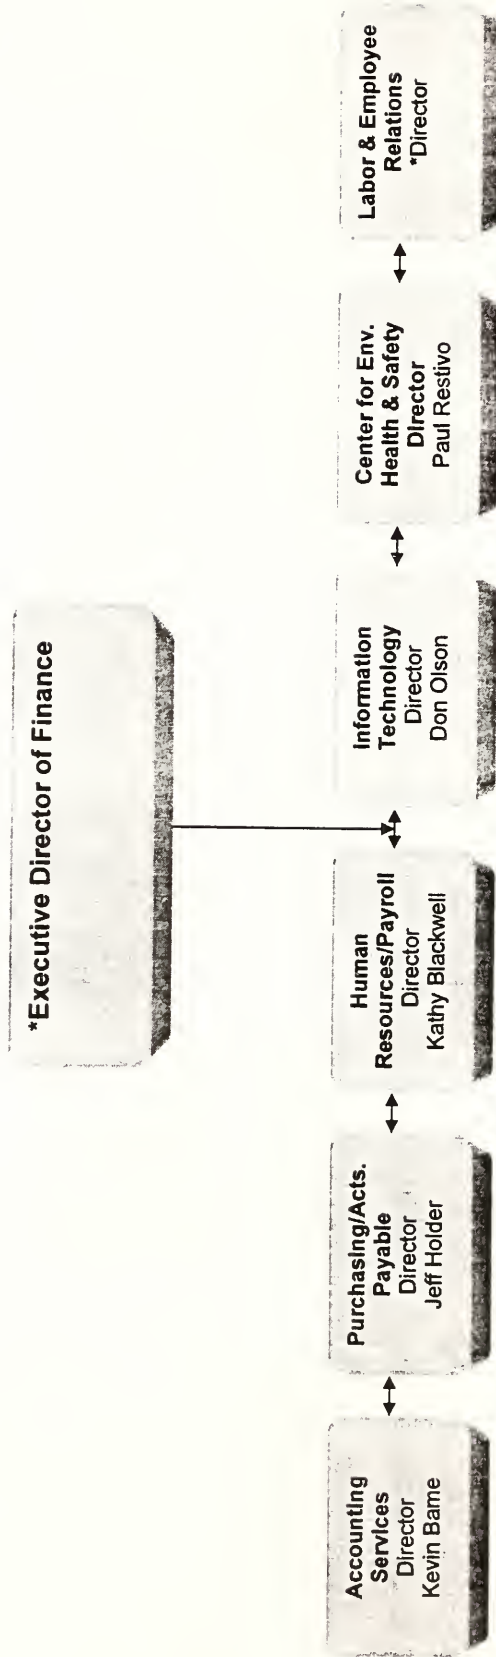 *Executive Director of Finance
Accounting
Services
Director
Kevin Bame
Purchasing/Acts.
Payable
Director
Jeff Holder
Human
Resources/Payroll
Director
Kathy Blackwell
Information
Technology
Director
Don Olson
Center for Env.
Health & Safety
Director
Paul Restivo
Labor & Employee
Relations
*Director